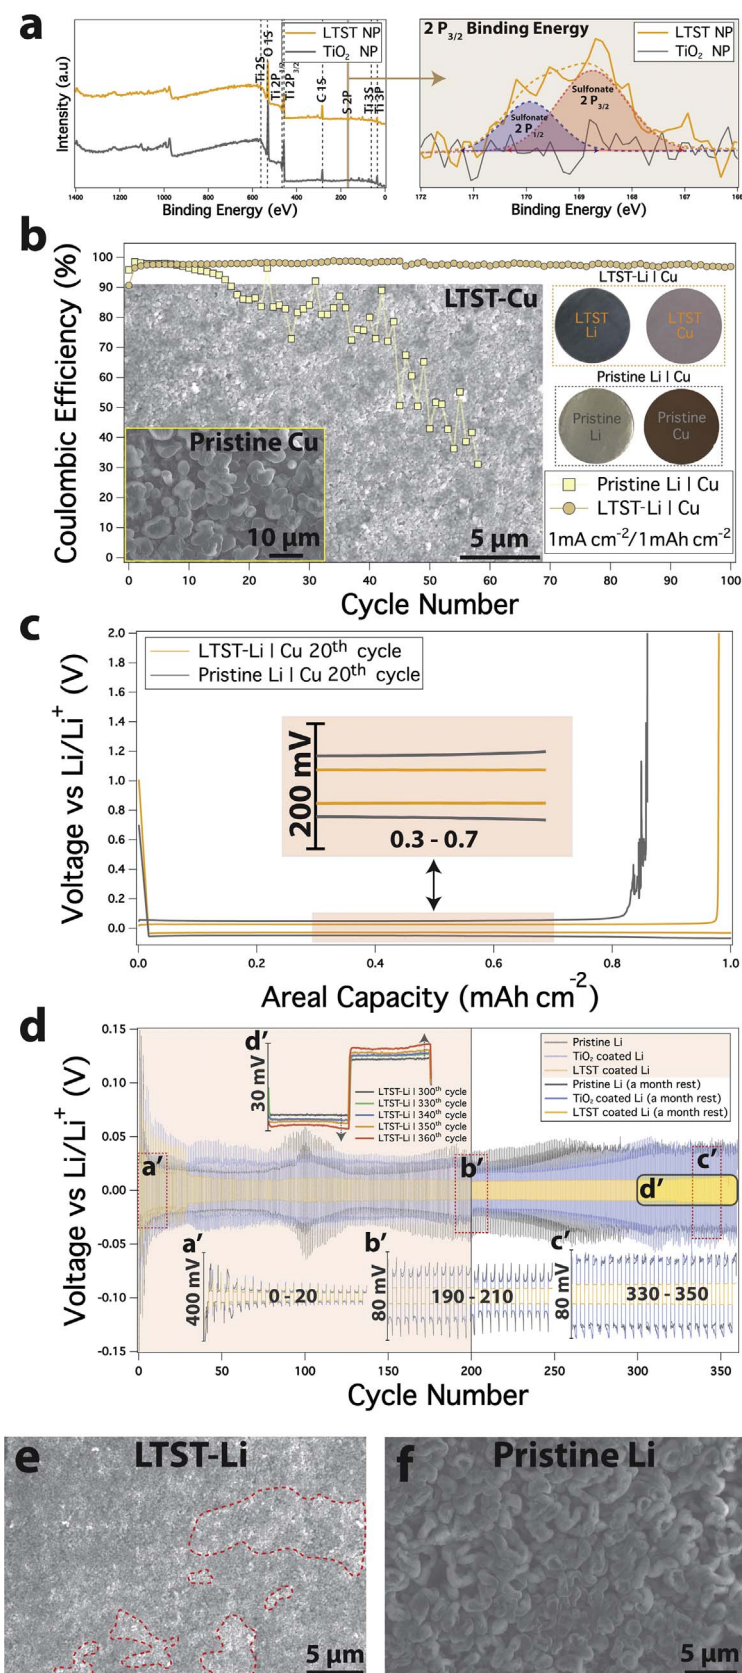 a
Intensity (a.u)
Ti 2S
O 1S
Ti 2P 1/2
Ti 2P3/2
C 1S
S 2P
Ti 3S
Ti 3P
LTST NP
TiO2 NP
1400 1200 1000 800 600 400 200 0
Binding Energy (eV)
2 P3/2 Binding Energy
LTST NP
TiO2 NP
Sulfonate
2 P3/2
Sulfonate
2 P1/2
172 171 170 169 168 167 166
Binding Energy (eV)
b
Coulombic Efficiency (%)
100
90
80
70
60
50
40
30
20
10
0
LTST-Cu
Pristine Cu
10 µm
5 µm
LTST-Li | Cu
LTST
Li
LTST
Cu
Pristine Li | Cu
Pristine
Li
Pristine
Cu
Pristine Li | Cu
LTST-Li | Cu
1mA cm-2/1mAh cm-2
0 10 20 30 40 50 60 70 80 90 100
Cycle Number
c
Voltage vs Li/Li+ (V)
2.0
1.8
1.6
1.4
1.2
1.0
0.8
0.6
0.4
0.2
0.0
LTST-Li | Cu 20th cycle
Pristine Li | Cu 20th cycle
200 mV
0.3 - 0.7
0.0 0.2 0.4 0.6 0.8 1.0
Areal Capacity (mAh cm-2)
d
Voltage vs Li/Li+ (V)
0.15
0.10
0.05
0.00
-0.05
-0.10
-0.15
d′
30 mV
LTST-Li | 300th cycle
LTST-Li | 330th cycle
LTST-Li | 340th cycle
LTST-Li | 350th cycle
LTST-Li | 360th cycle
Pristine Li
TiO2 coated Li
LTST coated Li
Pristine Li (a month rest)
TiO2 coated Li (a month rest)
LTST coated Li (a month rest)
a′
b′
c′
d′
a′
400 mV
0 - 20
b′
80 mV
190 - 210
c′
80 mV
330 - 350
0 50 100 150 200 250 300 350
Cycle Number
e
LTST-Li
5 µm
f
Pristine Li
5 µm